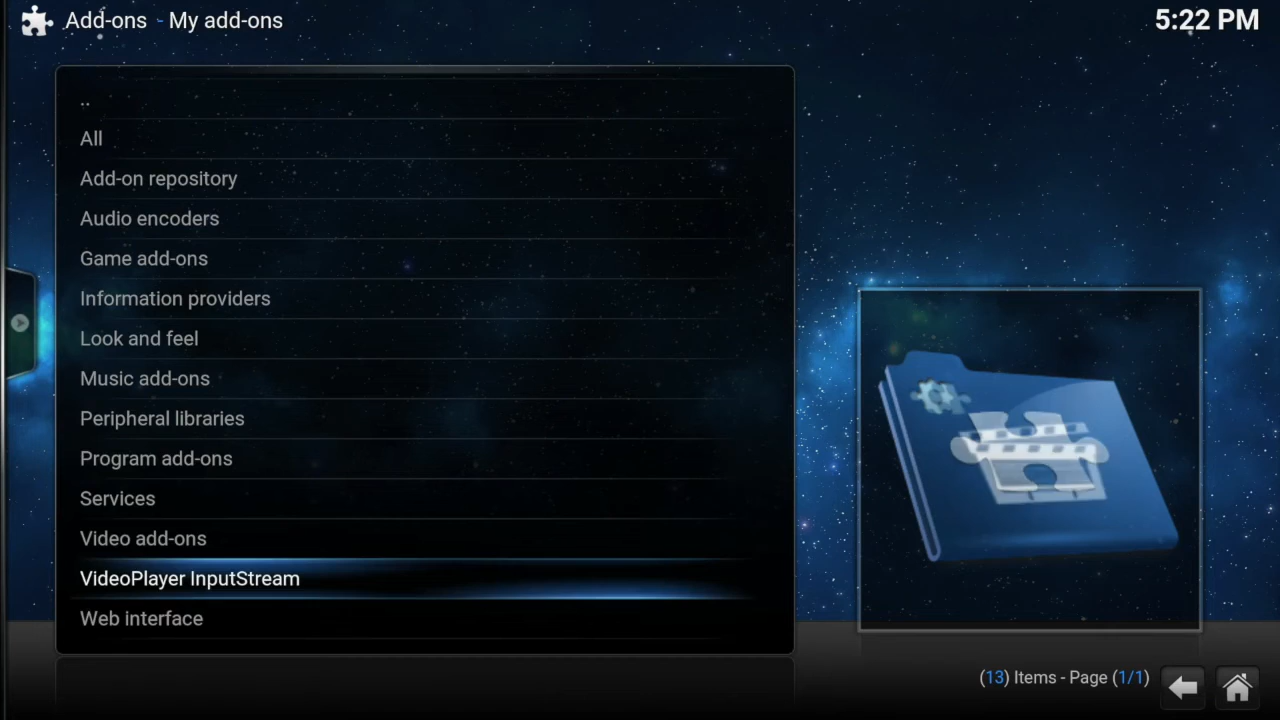 Add-ons - My add-ons
5:22 PM
..
All
Add-on repository
Audio encoders
Game add-ons
Information providers
Look and feel
Music add-ons
Peripheral libraries
Program add-ons
Services
Video add-ons
VideoPlayer InputStream
Web interface
(13) Items - Page (1/1)